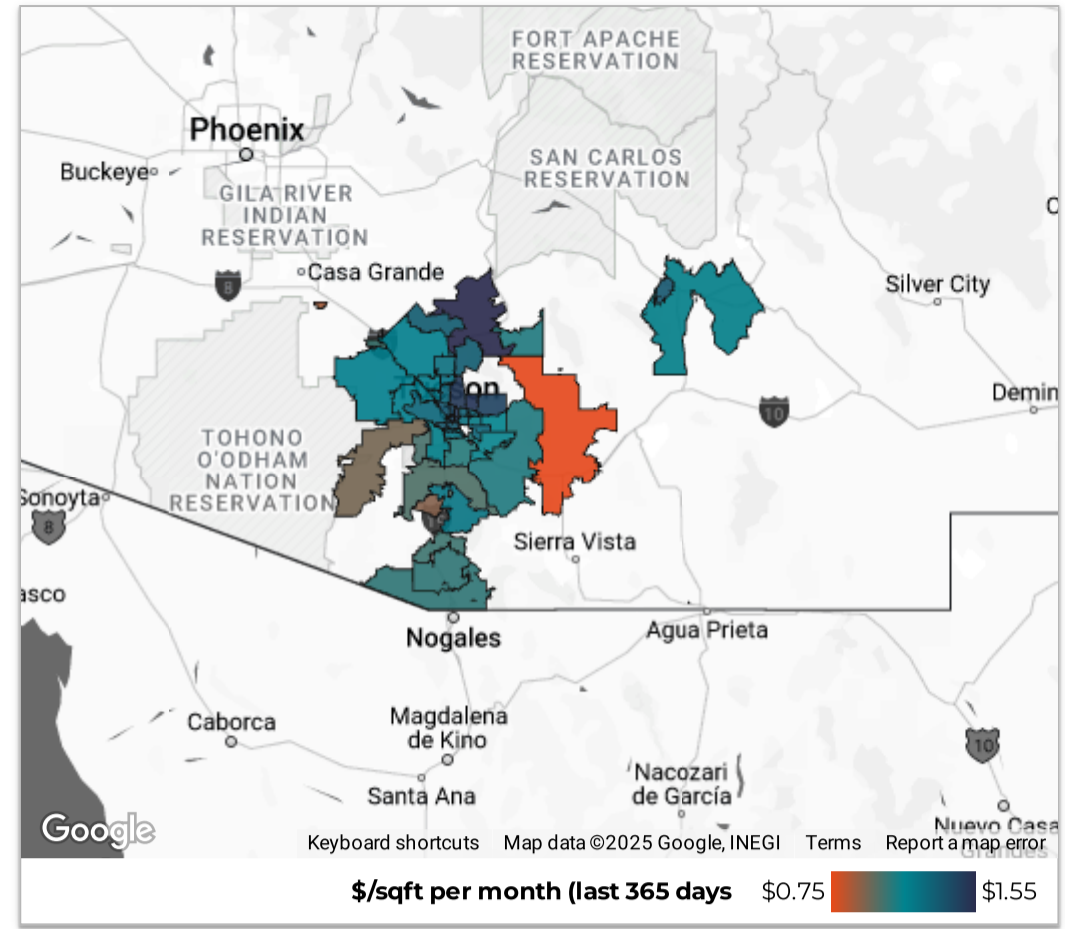 FORT APACHE
RESERVATION
Phoenix
SAN CARLOS
RESERVATION
Buckeye
GILA RIVER
INDIAN
RESERVATION
Casa Grande
8
Silver City
on
Demin
10
TOHONO
O'ODHAM
NATION
RESERVATION
Sonoyta
8
Sierra Vista
asco
Nogales
Agua Prieta
Caborca
Magdalena
de Kino
10
Nacozari
de García
Santa Ana
Nuevo Casa
Grandes
Google
Keyboard shortcuts Map data ©2025 Google, INEGI Terms Report a map error
$/sqft per month (last 365 days $0.75 $1.55